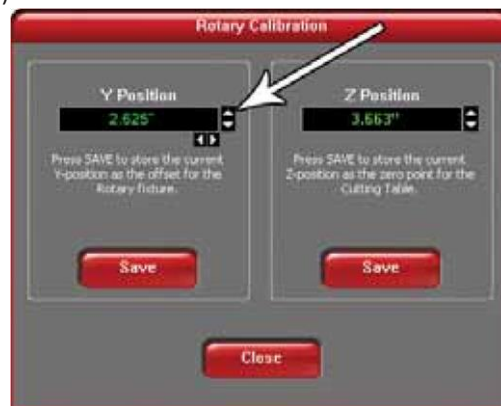 )
Rotary Calibration
Y Position
2.625"
Press SAVE to store the current
Y-position as the offset for the
Rotary fixture.
Save
Z Position
3.663"
Press SAVE to store the current
Z-position as the zero point for the
Cutting Table.
Save
Close